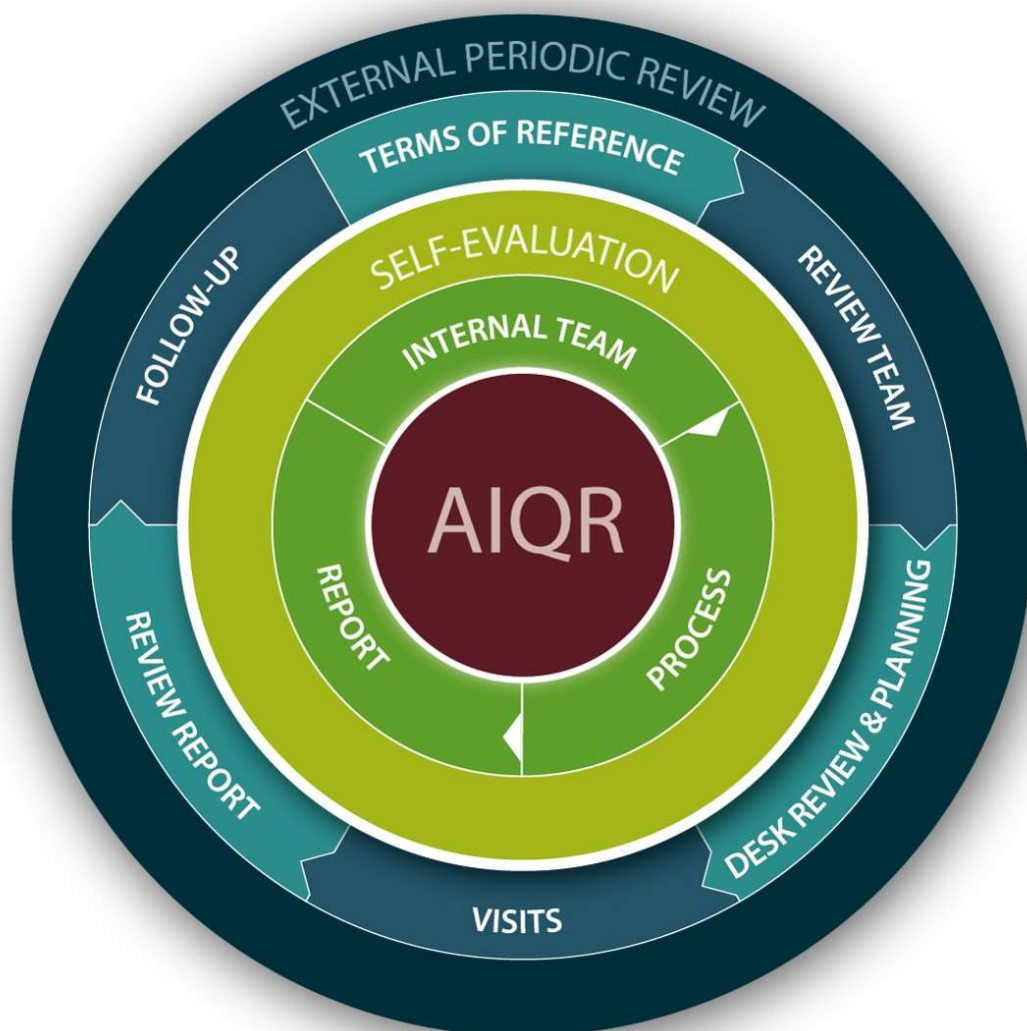 EXTERNAL PERIODIC REVIEW
TERMS OF REFERENCE
REVIEW TEAM
DESK REVIEW & PLANNING
VISITS
REVIEW REPORT
FOLLOW-UP
SELF-EVALUATION
INTERNAL TEAM
PROCESS
REPORT
AIQR